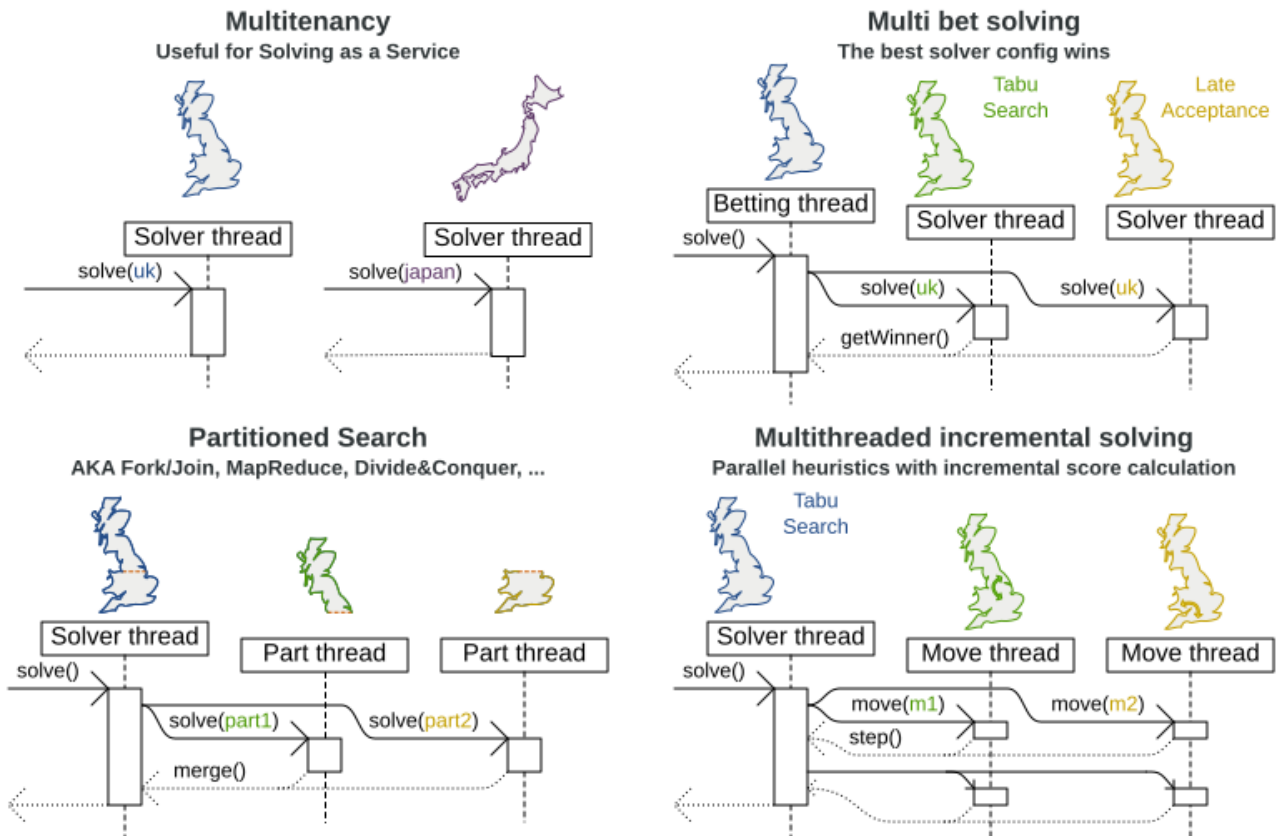 Multitenancy
Useful for Solving as a Service
Solver thread
Solver thread
solve(uk)
solve(japan)
Multi bet solving
The best solver config wins
Tabu
Search
Late
Acceptance
Betting thread
Solver thread
Solver thread
solve()
solve(uk)
solve(uk)
getWinner()
Partitioned Search
AKA Fork/Join, MapReduce, Divide&Conquer, ...
Solver thread
Part thread
Part thread
solve()
solve(part1)
solve(part2)
merge()
Multithreaded incremental solving
Parallel heuristics with incremental score calculation
Tabu
Search
Solver thread
Move thread
Move thread
solve()
move(m1)
move(m2)
step()